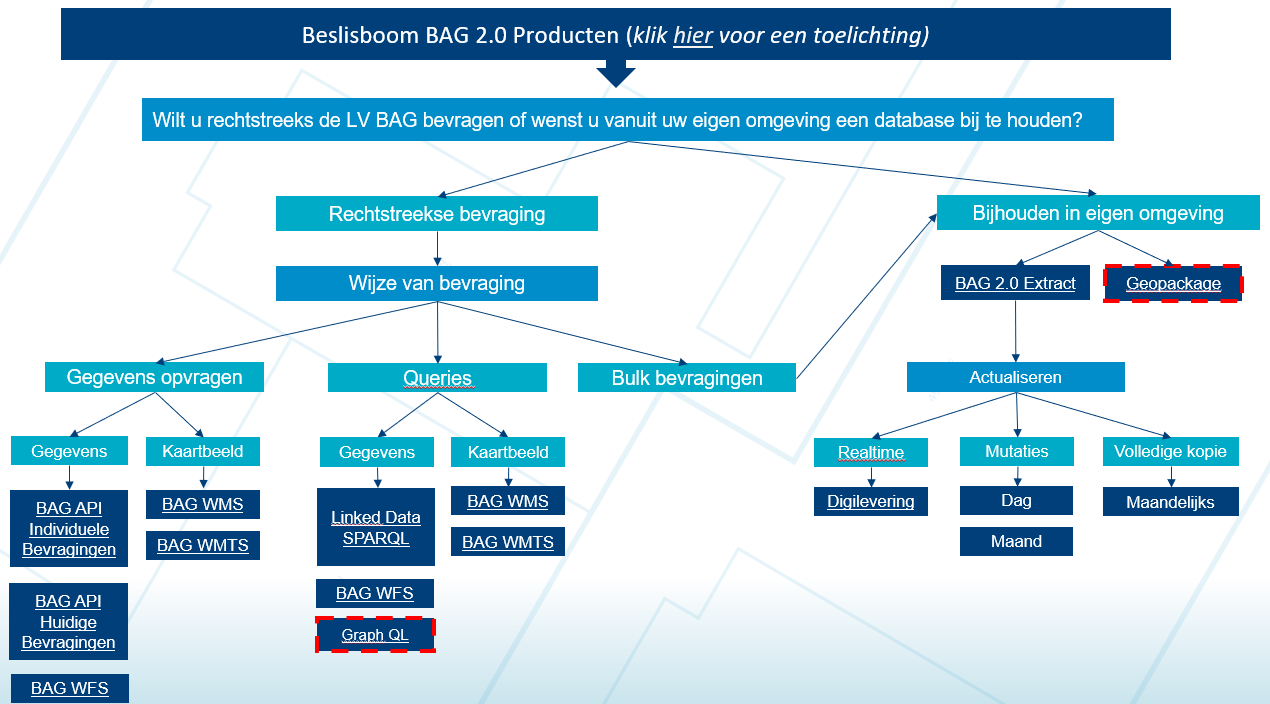 Beslisboom BAG 2.0 Producten (klik hier voor een toelichting)
Wilt u rechtstreeks de LV BAG bevragen of wenst u vanuit uw eigen omgeving een database bij te houden?
Rechtstreekse bevraging
Bijhouden in eigen omgeving
Wijze van bevraging
BAG 2.0 Extract
Geopackage
Gegevens opvragen
Queries
Bulk bevragingen
Actualiseren
Gegevens
Kaartbeeld
Gegevens
Kaartbeeld
Realtime
Mutaties
Volledige kopie
BAG API
Individuele
Bevragingen
BAG WMS
BAG WMTS
Linked Data
SPARQL
BAG WMS
BAG WMTS
Digilevering
Dag
Maandelijks
Maand
BAG API
Huidige
Bevragingen
BAG WFS
Graph QL
BAG WFS